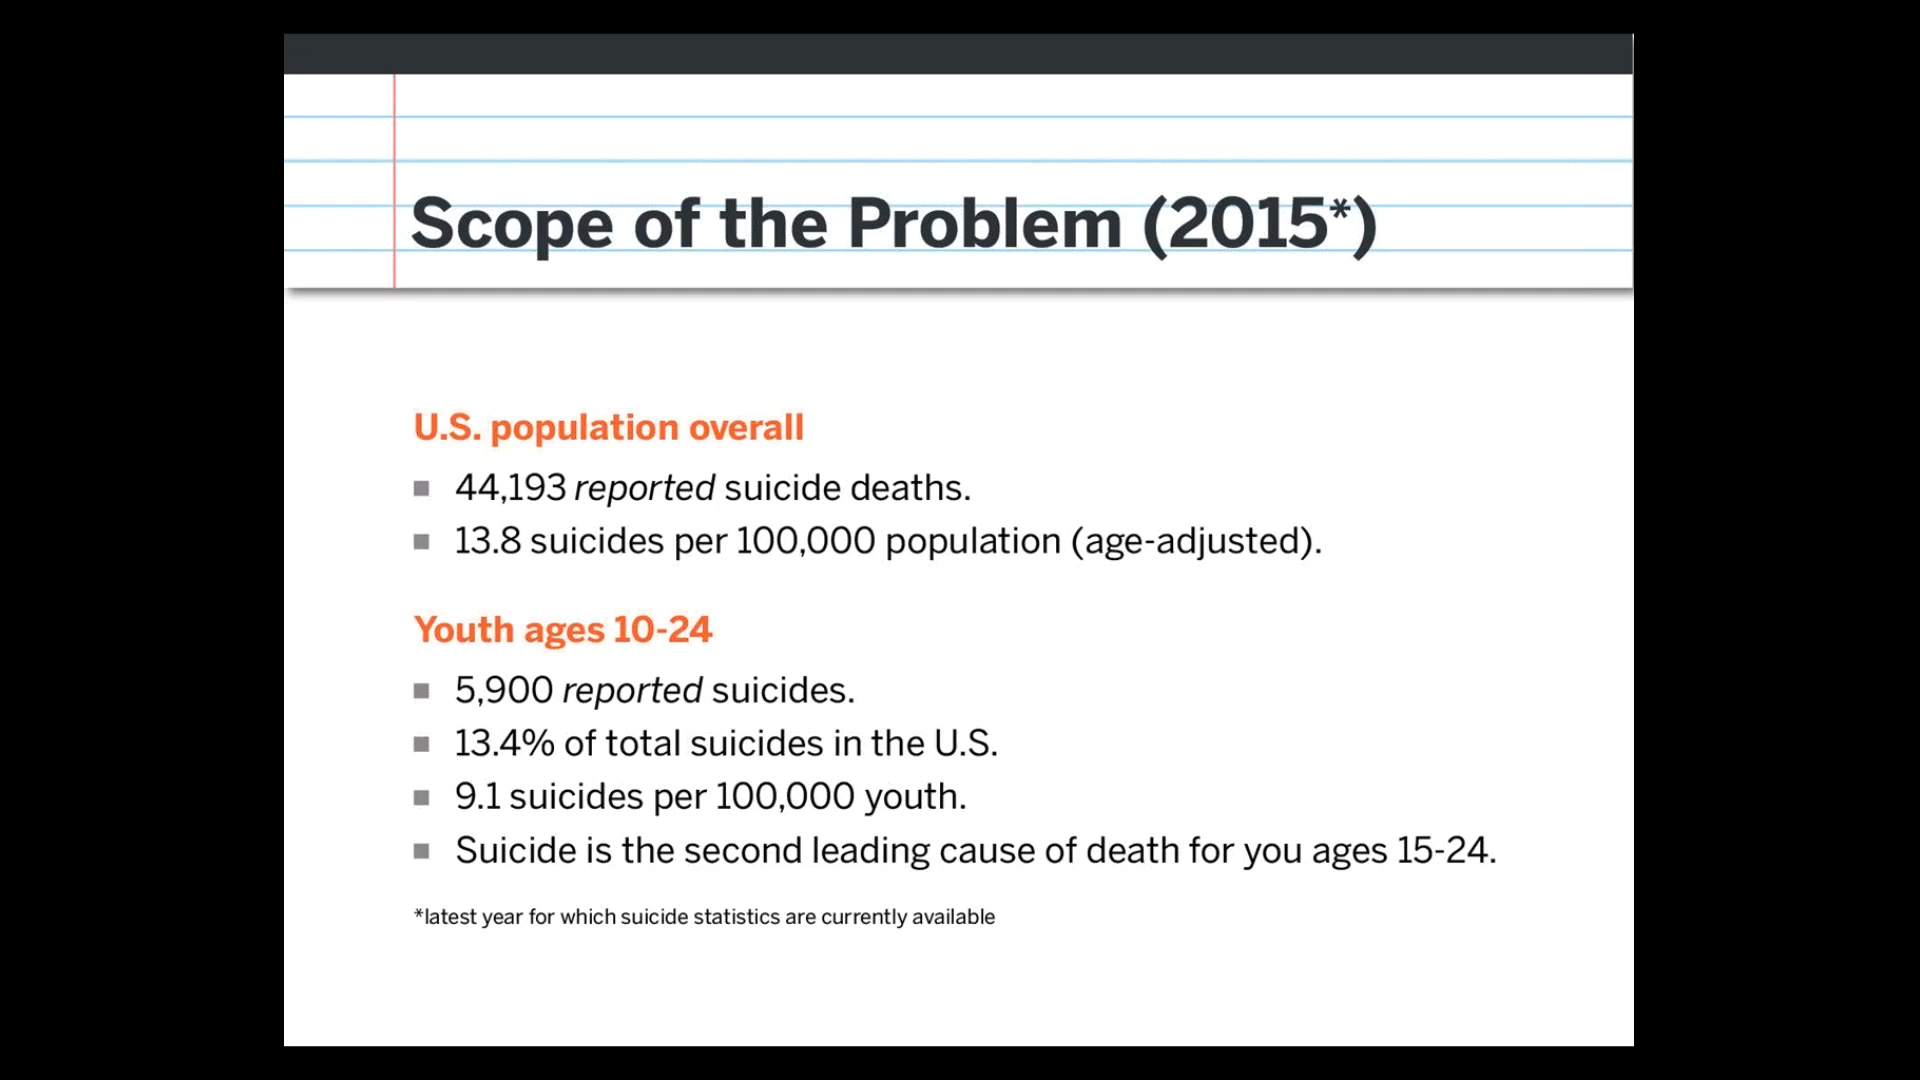 Scope of the Problem (2015*)
U.S. population overall
44,193 reported suicide deaths.
13.8 suicides per 100,000 population (age-adjusted).
Youth ages 10-24
5,900 reported suicides.
13.4% of total suicides in the U.S.
9.1 suicides per 100,000 youth.
Suicide is the second leading cause of death for you ages 15-24.
*latest year for which suicide statistics are currently available